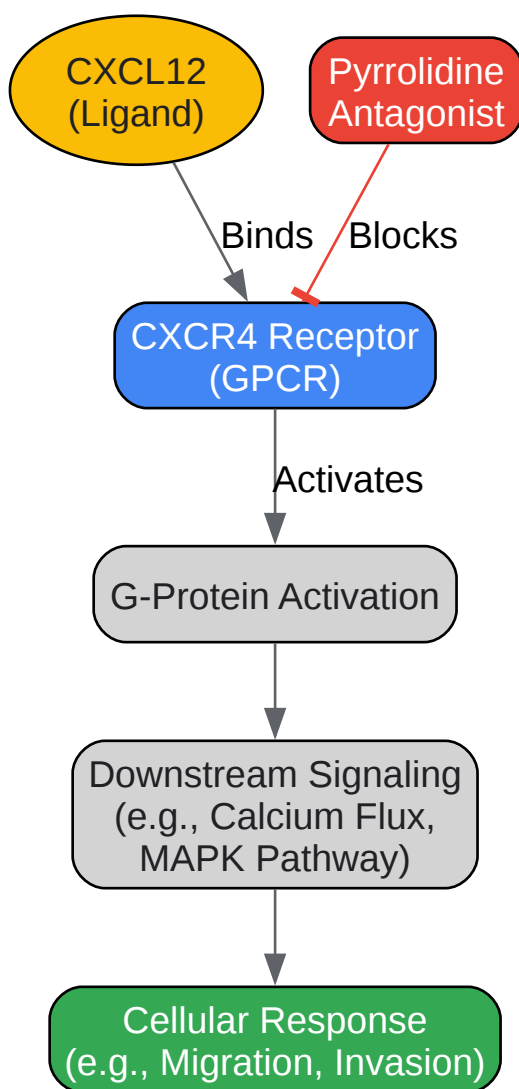 CXCL12
(Ligand)
Pyrrolidine
Antagonist
Binds
Blocks
CXCR4 Receptor
(GPCR)
Activates
G-Protein Activation
Downstream Signaling
(e.g., Calcium Flux,
MAPK Pathway)
Cellular Response
(e.g., Migration, Invasion)